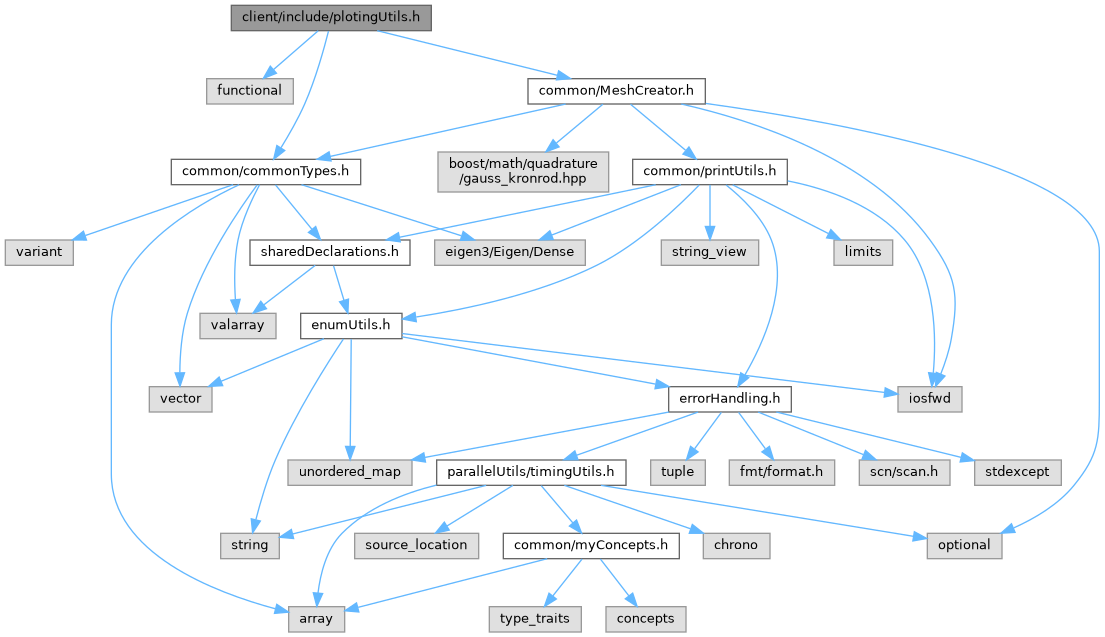 client/include/plotingUtils.h
functional
common/MeshCreator.h
common/commonTypes.h
boost/math/quadrature
/gauss_kronrod.hpp
common/printUtils.h
variant
sharedDeclarations.h
eigen3/Eigen/Dense
string_view
limits
valarray
enumUtils.h
vector
errorHandling.h
iosfwd
unordered_map
parallelUtils/timingUtils.h
tuple
fmt/format.h
scn/scan.h
stdexcept
string
source_location
common/myConcepts.h
chrono
optional
array
type_traits
concepts